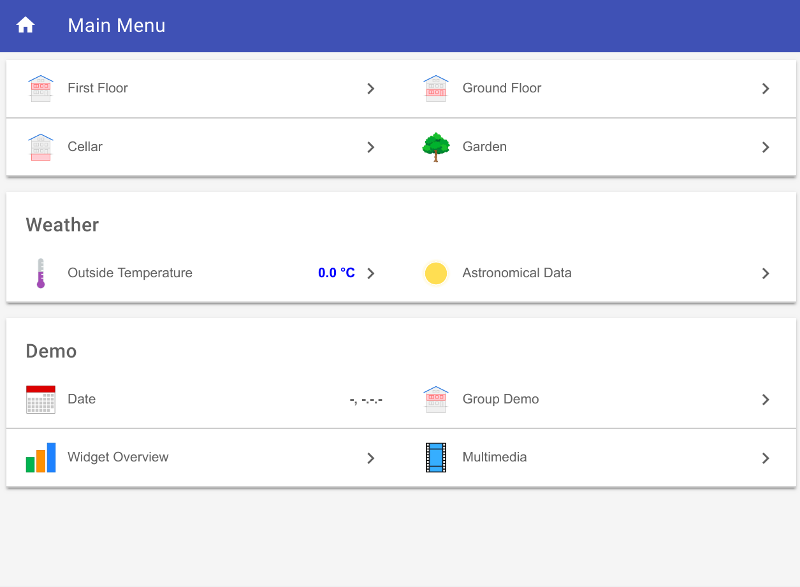 Main Menu
First Floor
Ground Floor
Cellar
Garden
Weather
Outside Temperature 0.0 °C
Astronomical Data
Demo
Date -, -.-.-
Group Demo
Widget Overview
Multimedia